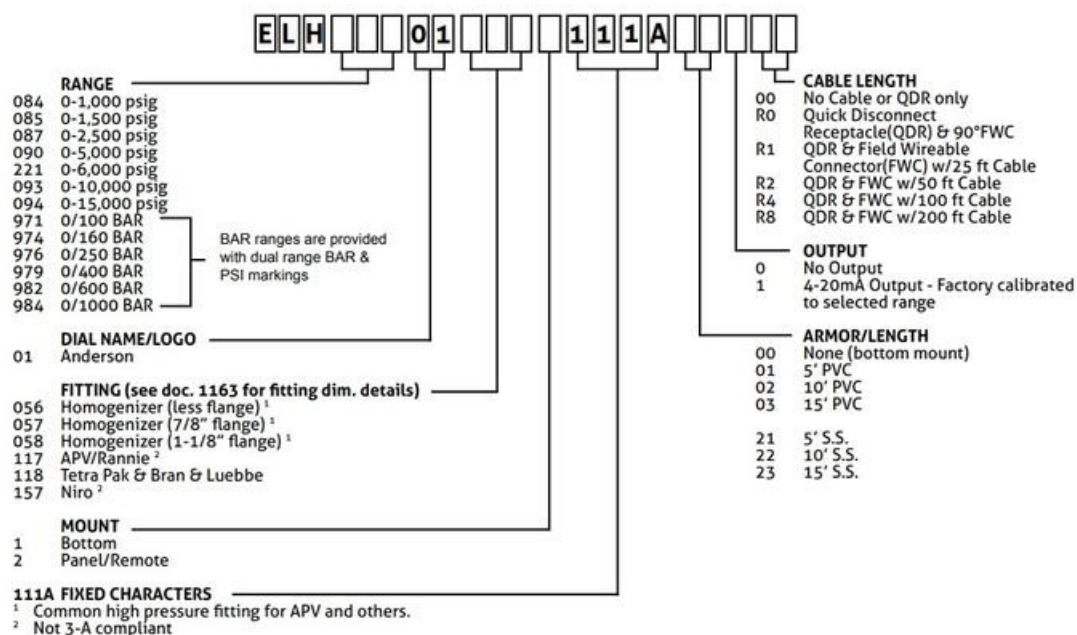 ELH 01 111A
RANGE
084 0-1,000 psig
085 0-1,500 psig
087 0-2,500 psig
090 0-5,000 psig
221 0-6,000 psig
093 0-10,000 psig
094 0-15,000 psig
971 0/100 BAR
974 0/160 BAR
976 0/250 BAR
979 0/400 BAR
982 0/600 BAR
984 0/1000 BAR
BAR ranges are provided
with dual range BAR &
PSI markings
DIAL NAME/LOGO
01 Anderson
FITTING (see doc. 1163 for fitting dim. details)
056 Homogenizer (less flange) ¹
057 Homogenizer (7/8" flange) ¹
058 Homogenizer (1-1/8" flange) ¹
117 APV/Rannie ²
118 Tetra Pak & Bran & Luebbe
157 Niro ²
MOUNT
1 Bottom
2 Panel/Remote
111A FIXED CHARACTERS
¹ Common high pressure fitting for APV and others.
² Not 3-A compliant
CABLE LENGTH
00 No Cable or QDR only
R0 Quick Disconnect
Receptacle(QDR) & 90°FWC
R1 QDR & Field Wireable
Connector(FWC) w/25 ft Cable
R2 QDR & FWC w/50 ft Cable
R4 QDR & FWC w/100 ft Cable
R8 QDR & FWC w/200 ft Cable
OUTPUT
0 No Output
1 4-20mA Output - Factory calibrated
to selected range
ARMOR/LENGTH
00 None (bottom mount)
01 5' PVC
02 10' PVC
03 15' PVC
21 5' S.S.
22 10' S.S.
23 15' S.S.